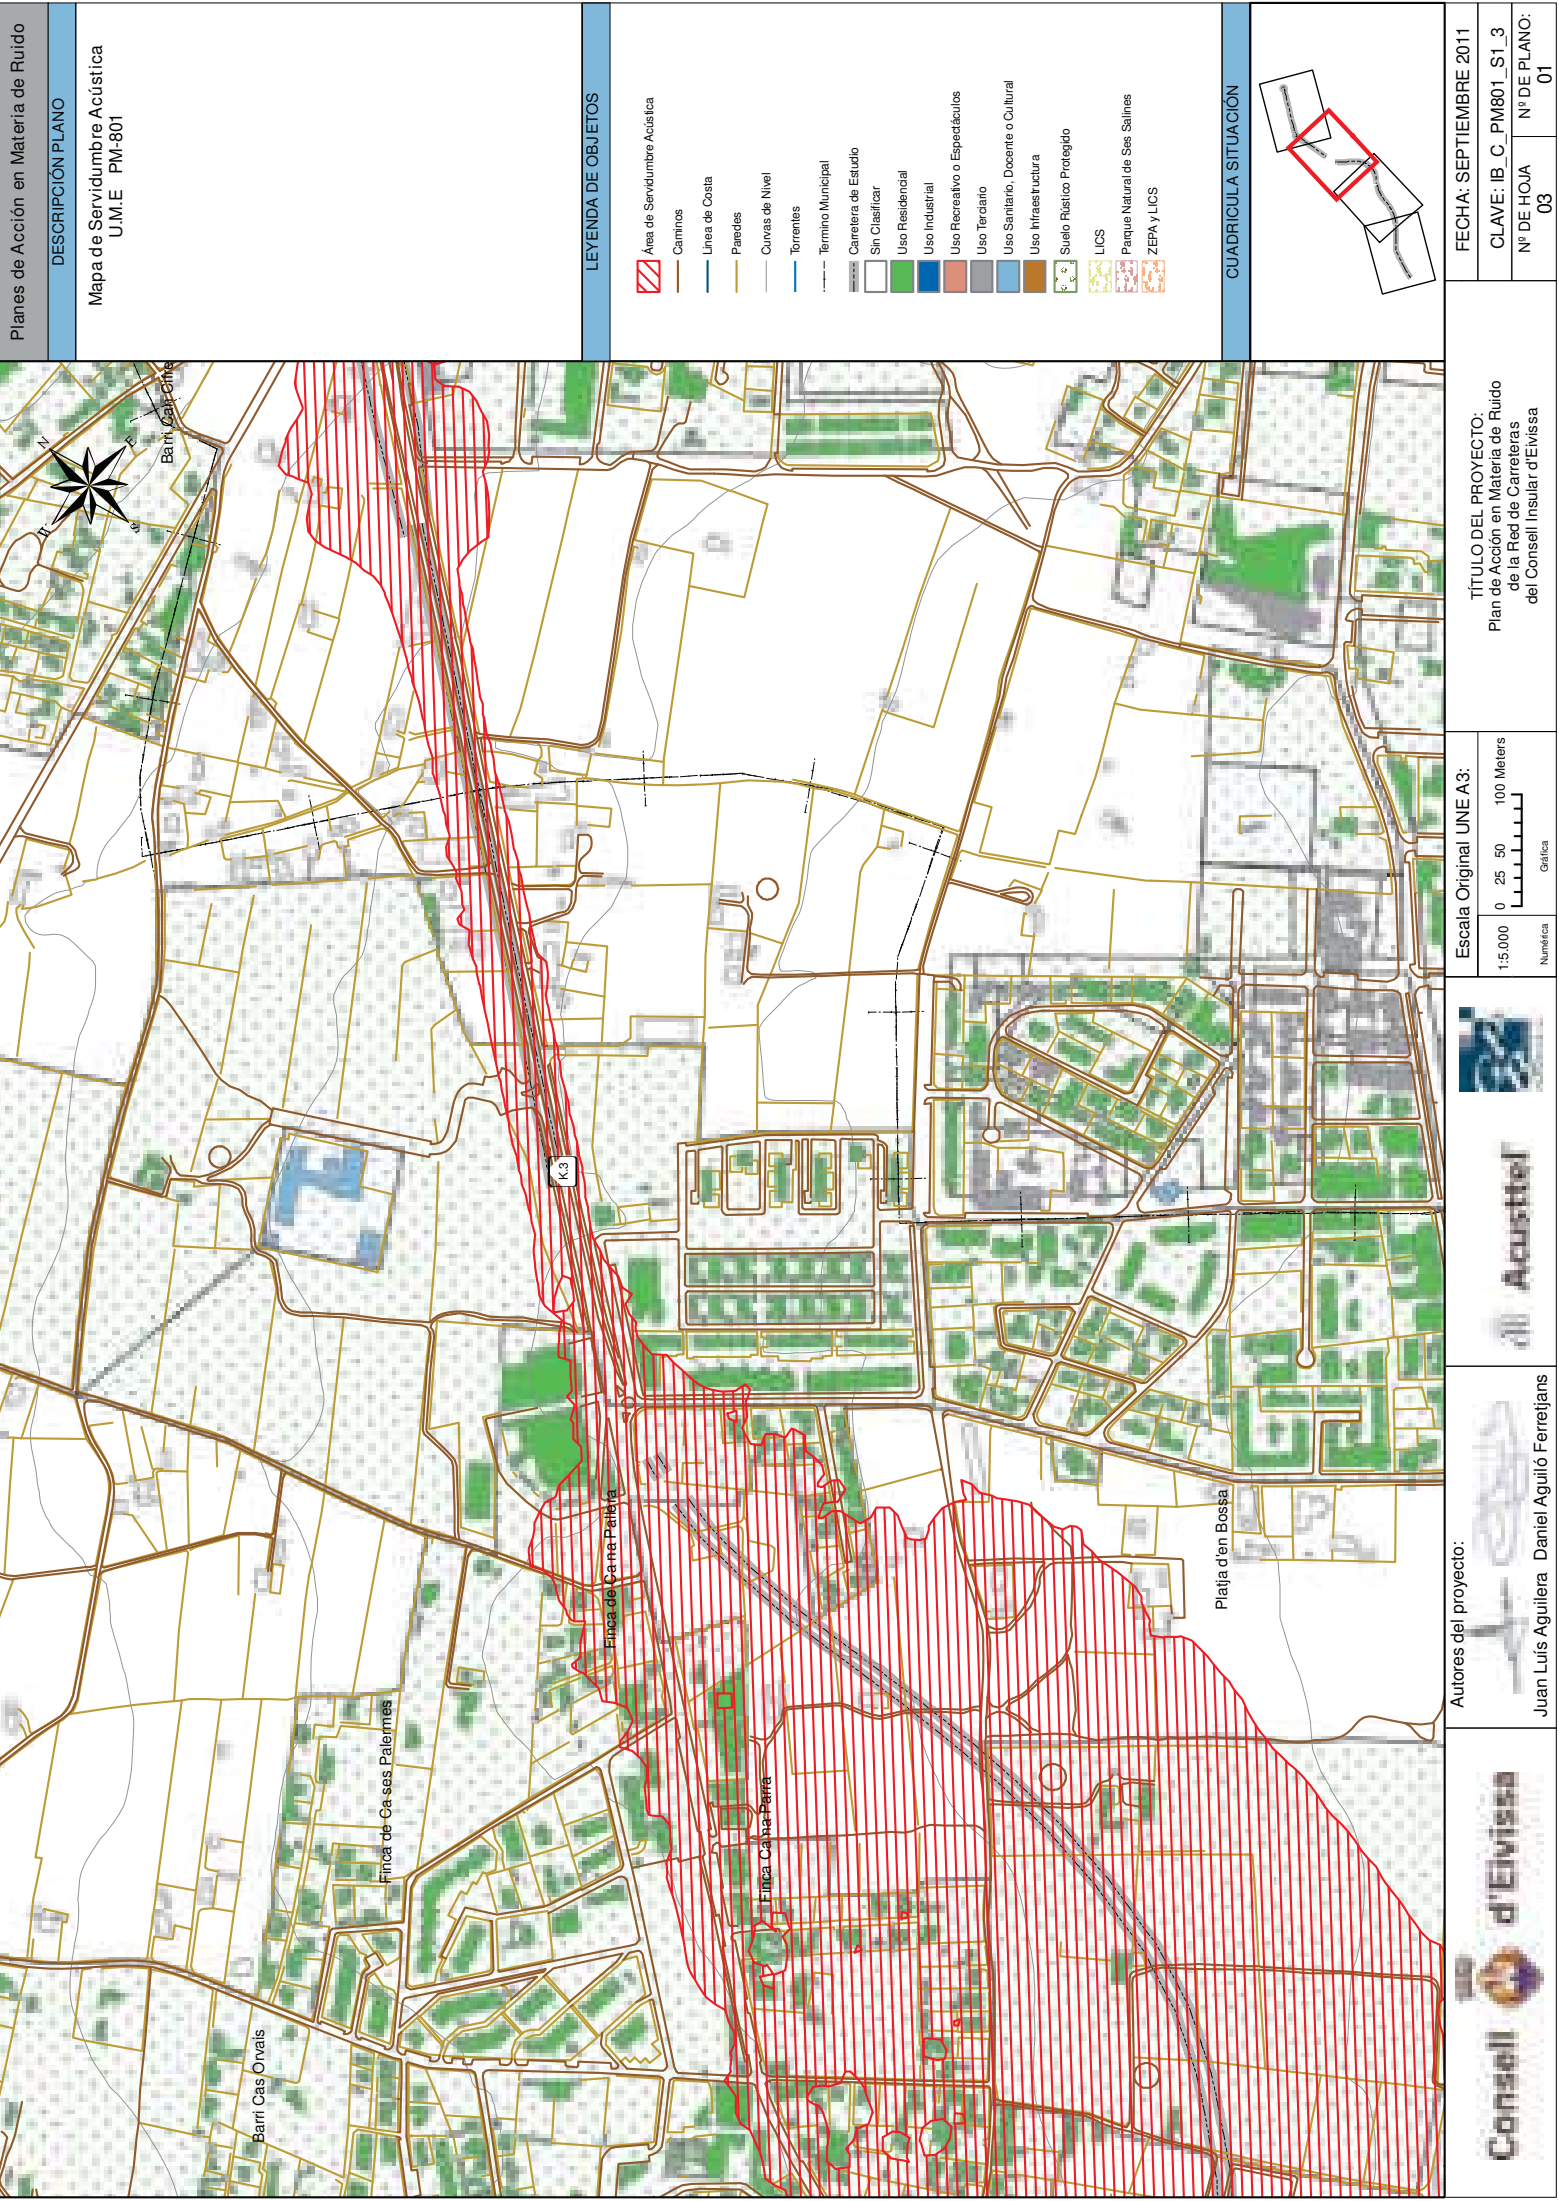 Planes de Acción en Materia de Ruido
DESCRIPCIÓN PLANO
Mapa de Servidumbre Acústica
U.M.E PM-801
LEYENDA DE OBJETOS
Área de Servidumbre Acústica
Caminos
Linea de Costa
Paredes
Curvas de Nivel
Torrentes
Termino Municipal
Carretera de Estudio
Sin Clasificar
Uso Residencial
Uso Industrial
Uso Recreativo o Espectáculos
Uso Terciario
Uso Sanitario, Docente o Cultural
Uso Infraestructura
Suelo Rústico Protegido
LICS
Parque Natural de Ses Salines
ZEPA y LICS
CUADRICULA SITUACIÓN
FECHA: SEPTIEMBRE 2011
CLAVE: IB_C_PM801_S1_3
Nº DE HOJA
03
Nº DE PLANO:
01
Barri Can Cifre
N
E
S
W
K.3
Finca de Ca na Palleia
Finca de Ca ses Palermes
Finca Ca na Parra
Barri Cas Orvais
Platja d'en Bossa
TÍTULO DEL PROYECTO:
Plan de Acción en Materia de Ruido
de la Red de Carreteras
del Consell Insular d'Eivissa
Escala Original UNE A3:
1:5.000
Numérica
0 25 50 100 Meters
Gráfica
Acusttel
Autores del proyecto:
Juan Luís Aguilera Daniel Aguiló Ferretjans
Consell d'Eivissa